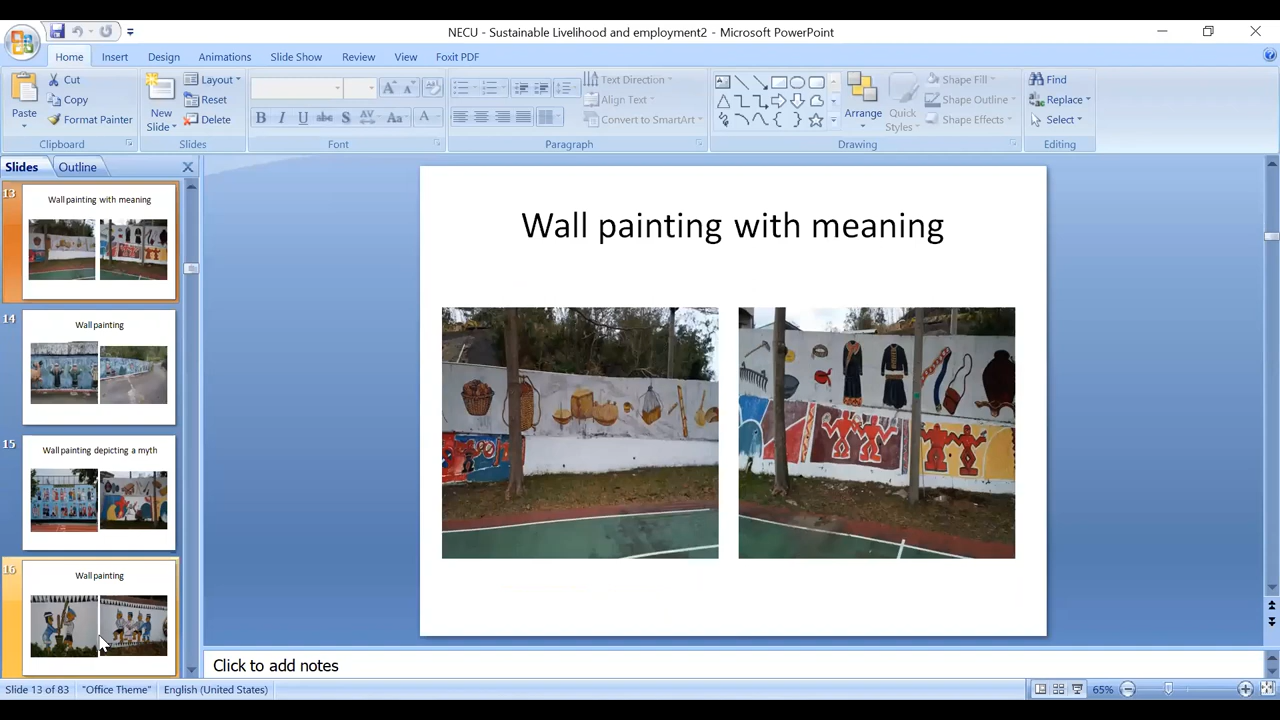 NECU - Sustainable Livelihood and employment2 - Microsoft PowerPoint
Home Insert Design Animations Slide Show Review View Foxit PDF
Paste
Cut
Copy
Format Painter
Clipboard
New
Slide
Layout
Reset
Delete
Slides
Font
Text Direction
Align Text
Convert to SmartArt
Paragraph
Arrange
Quick
Styles
Shape Fill
Shape Outline
Shape Effects
Drawing
Find
Replace
Select
Editing
Slides Outline
13
Wall painting with meaning
14
Wall painting
15
Wall painting depicting a myth
16
Wall painting
Wall painting with meaning
Click to add notes
Slide 13 of 83 "Office Theme" English (United States) 65%